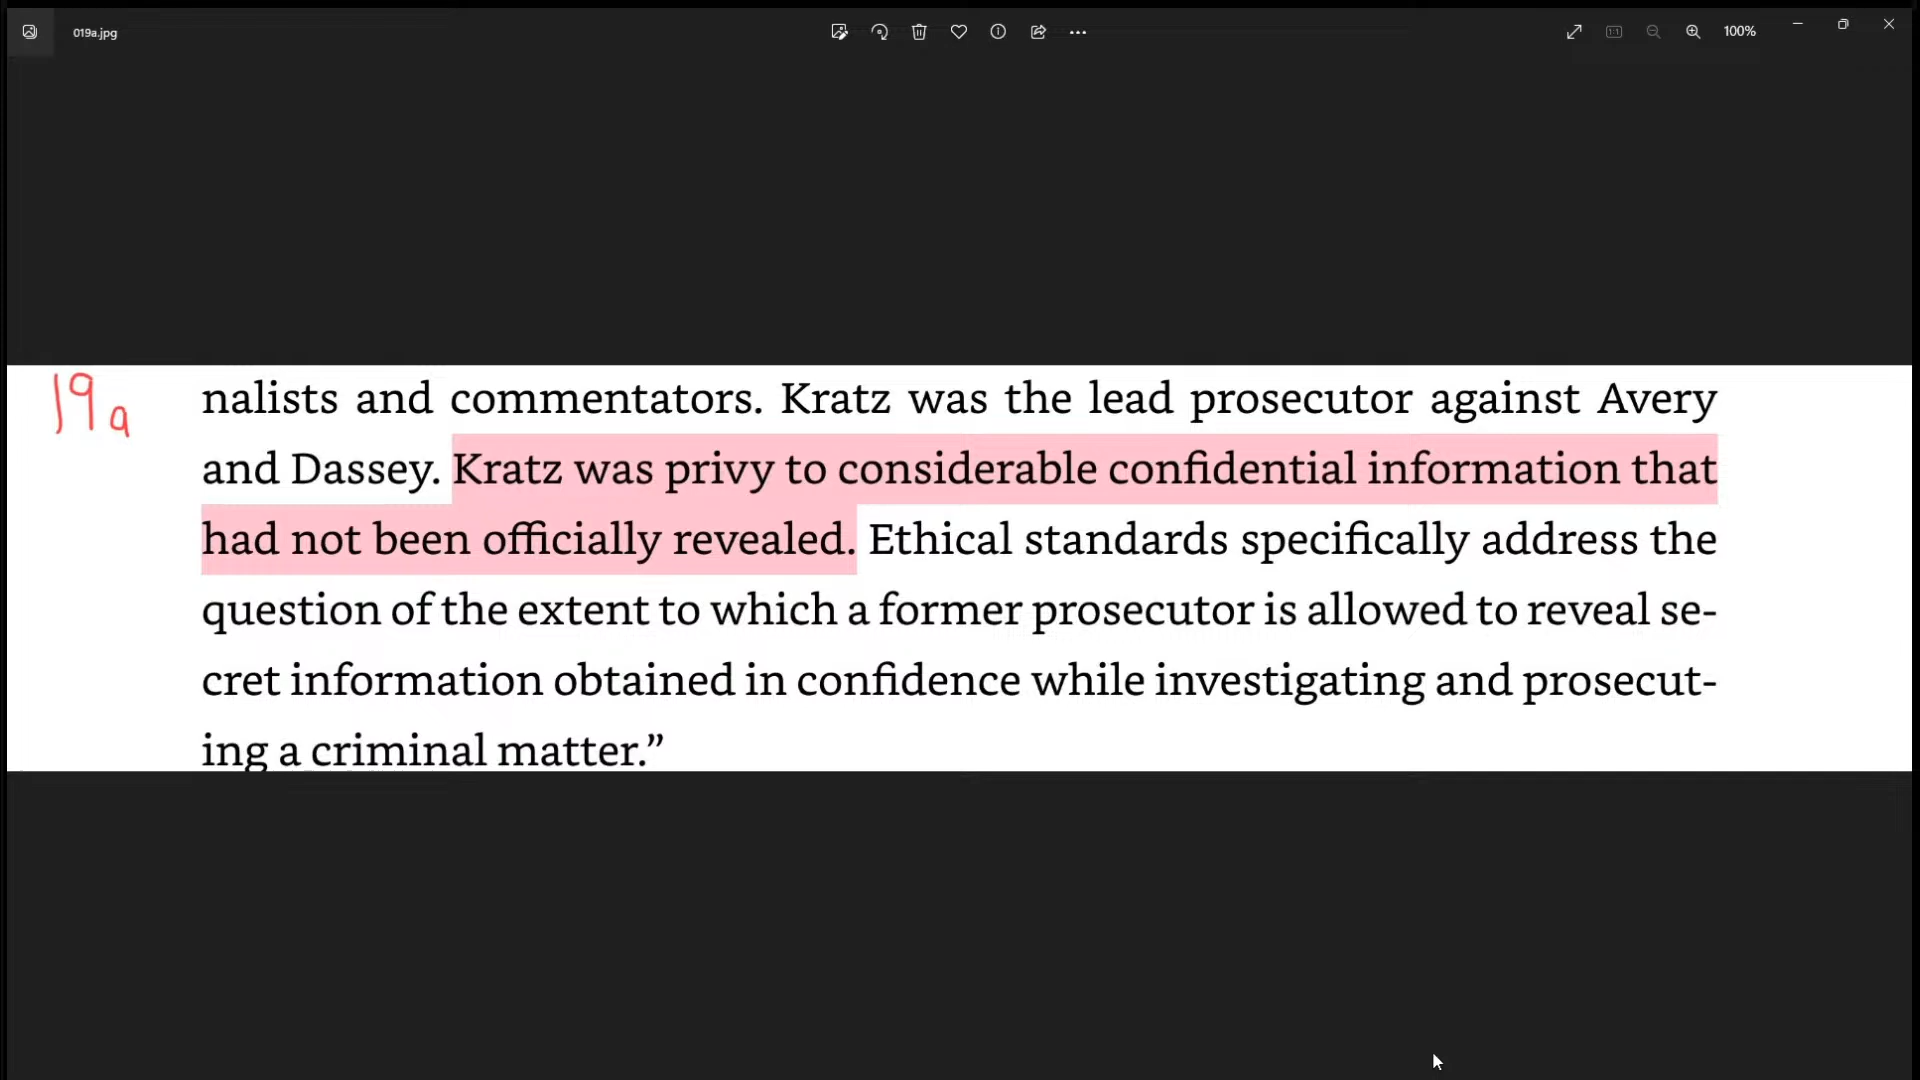 019a.jpg
100%
19a
nalists and commentators. Kratz was the lead prosecutor against Avery
and Dassey. Kratz was privy to considerable confidential information that
had not been officially revealed. Ethical standards specifically address the
question of the extent to which a former prosecutor is allowed to reveal se-
cret information obtained in confidence while investigating and prosecut-
ing a criminal matter.”